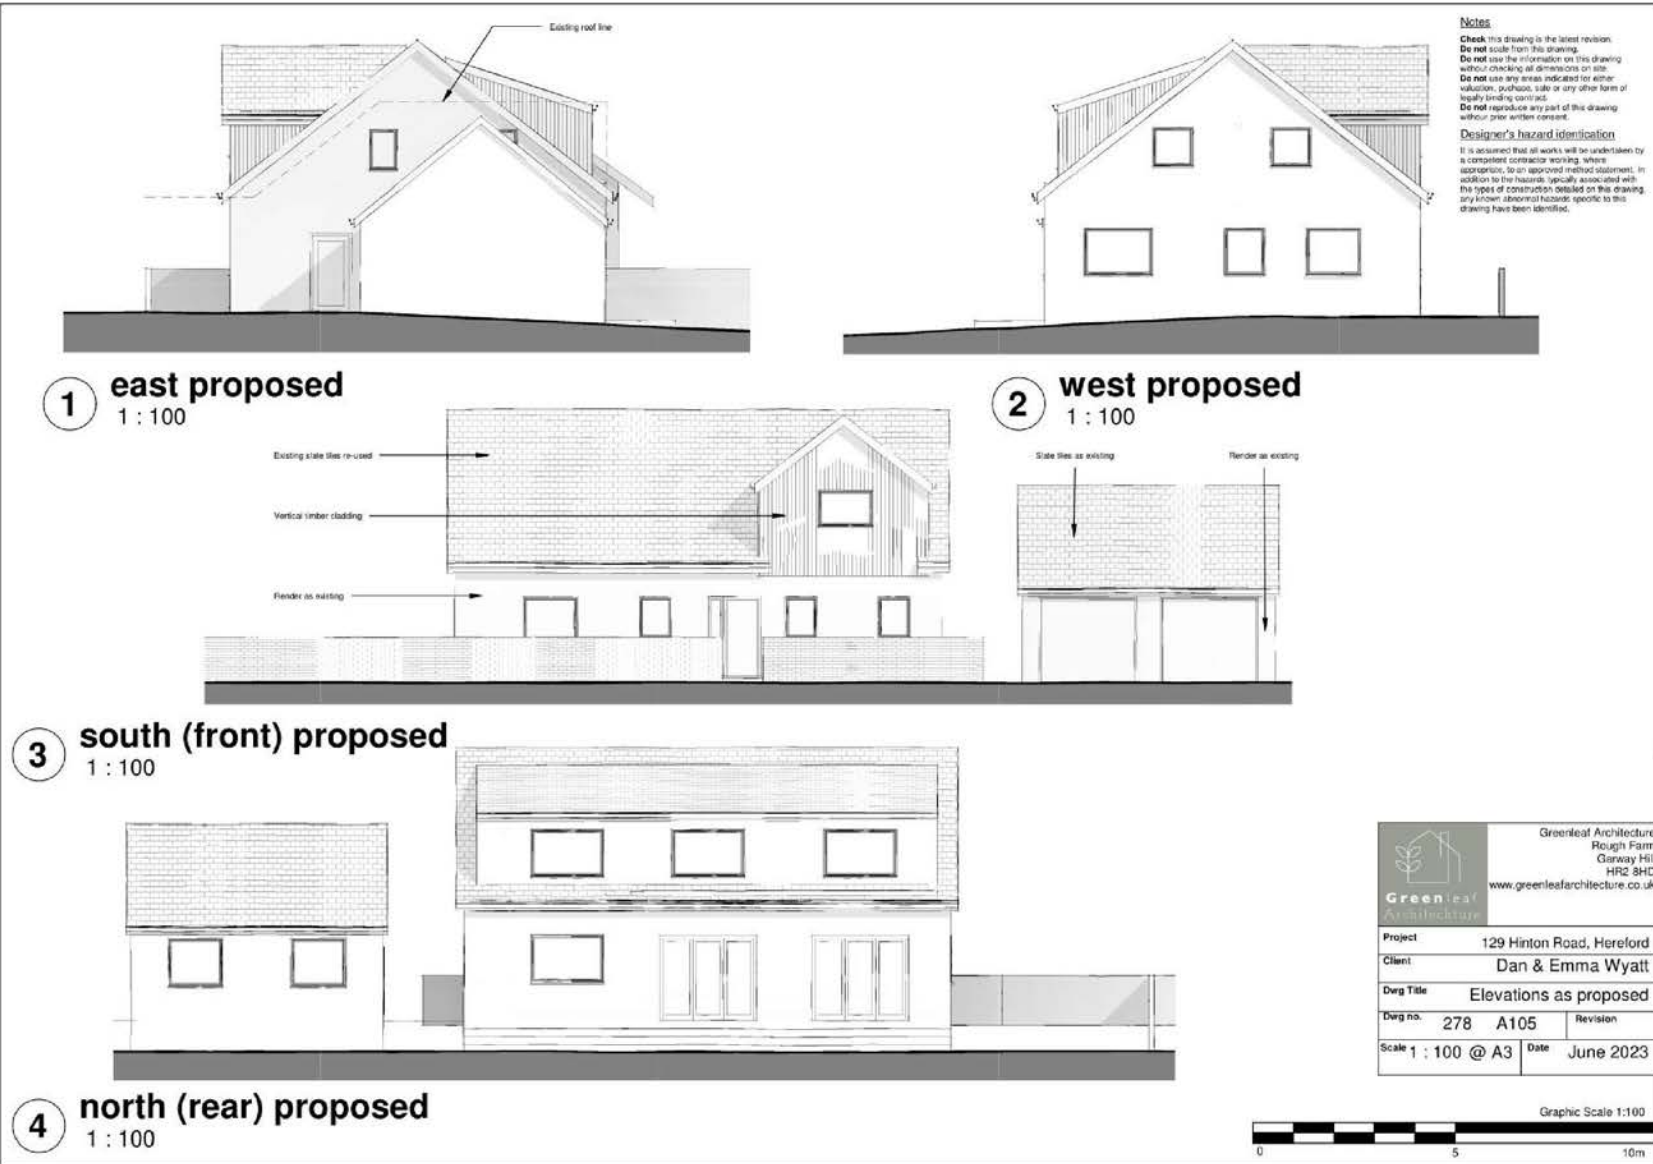 Existing roof line
Notes
Check this drawing is the latest revision.
Do not scale from this drawing.
Do not use the information on this drawing
without checking all dimensions on site
Do not use any areas indicated for either
valuation, puchase, sale or any other form of
legally binding contract.
Do not reproduce any part of this drawing
without prior written consent.
Designer's hazard identication
It is assumed that all works will be undertaken by
a competent contractor working, where
appropriate, to an approved method statement. In
addition to the hazards typically associated with
the types of construction detailed on this drawing,
any known abnormal hazards specific to this
drawing have been identified.
1 east proposed
1 : 100
2 west proposed
1 : 100
Existing slate tiles re-used
Vertical timber cladding
Render as existing
Slate tiles as existing
Render as existing
3 south (front) proposed
1 : 100
4 north (rear) proposed
1 : 100
Greenleaf
Architechture
Greenleaf Architecture
Rough Farm
Garway Hill
HR2 8HD
www.greenleafarchitecture.co.uk
Project 129 Hinton Road, Hereford
Client Dan & Emma Wyatt
Dwg Title Elevations as proposed
Dwg no. 278 A105 Revision
Scale 1 : 100 @ A3 Date June 2023
Graphic Scale 1:100
0 5 10m